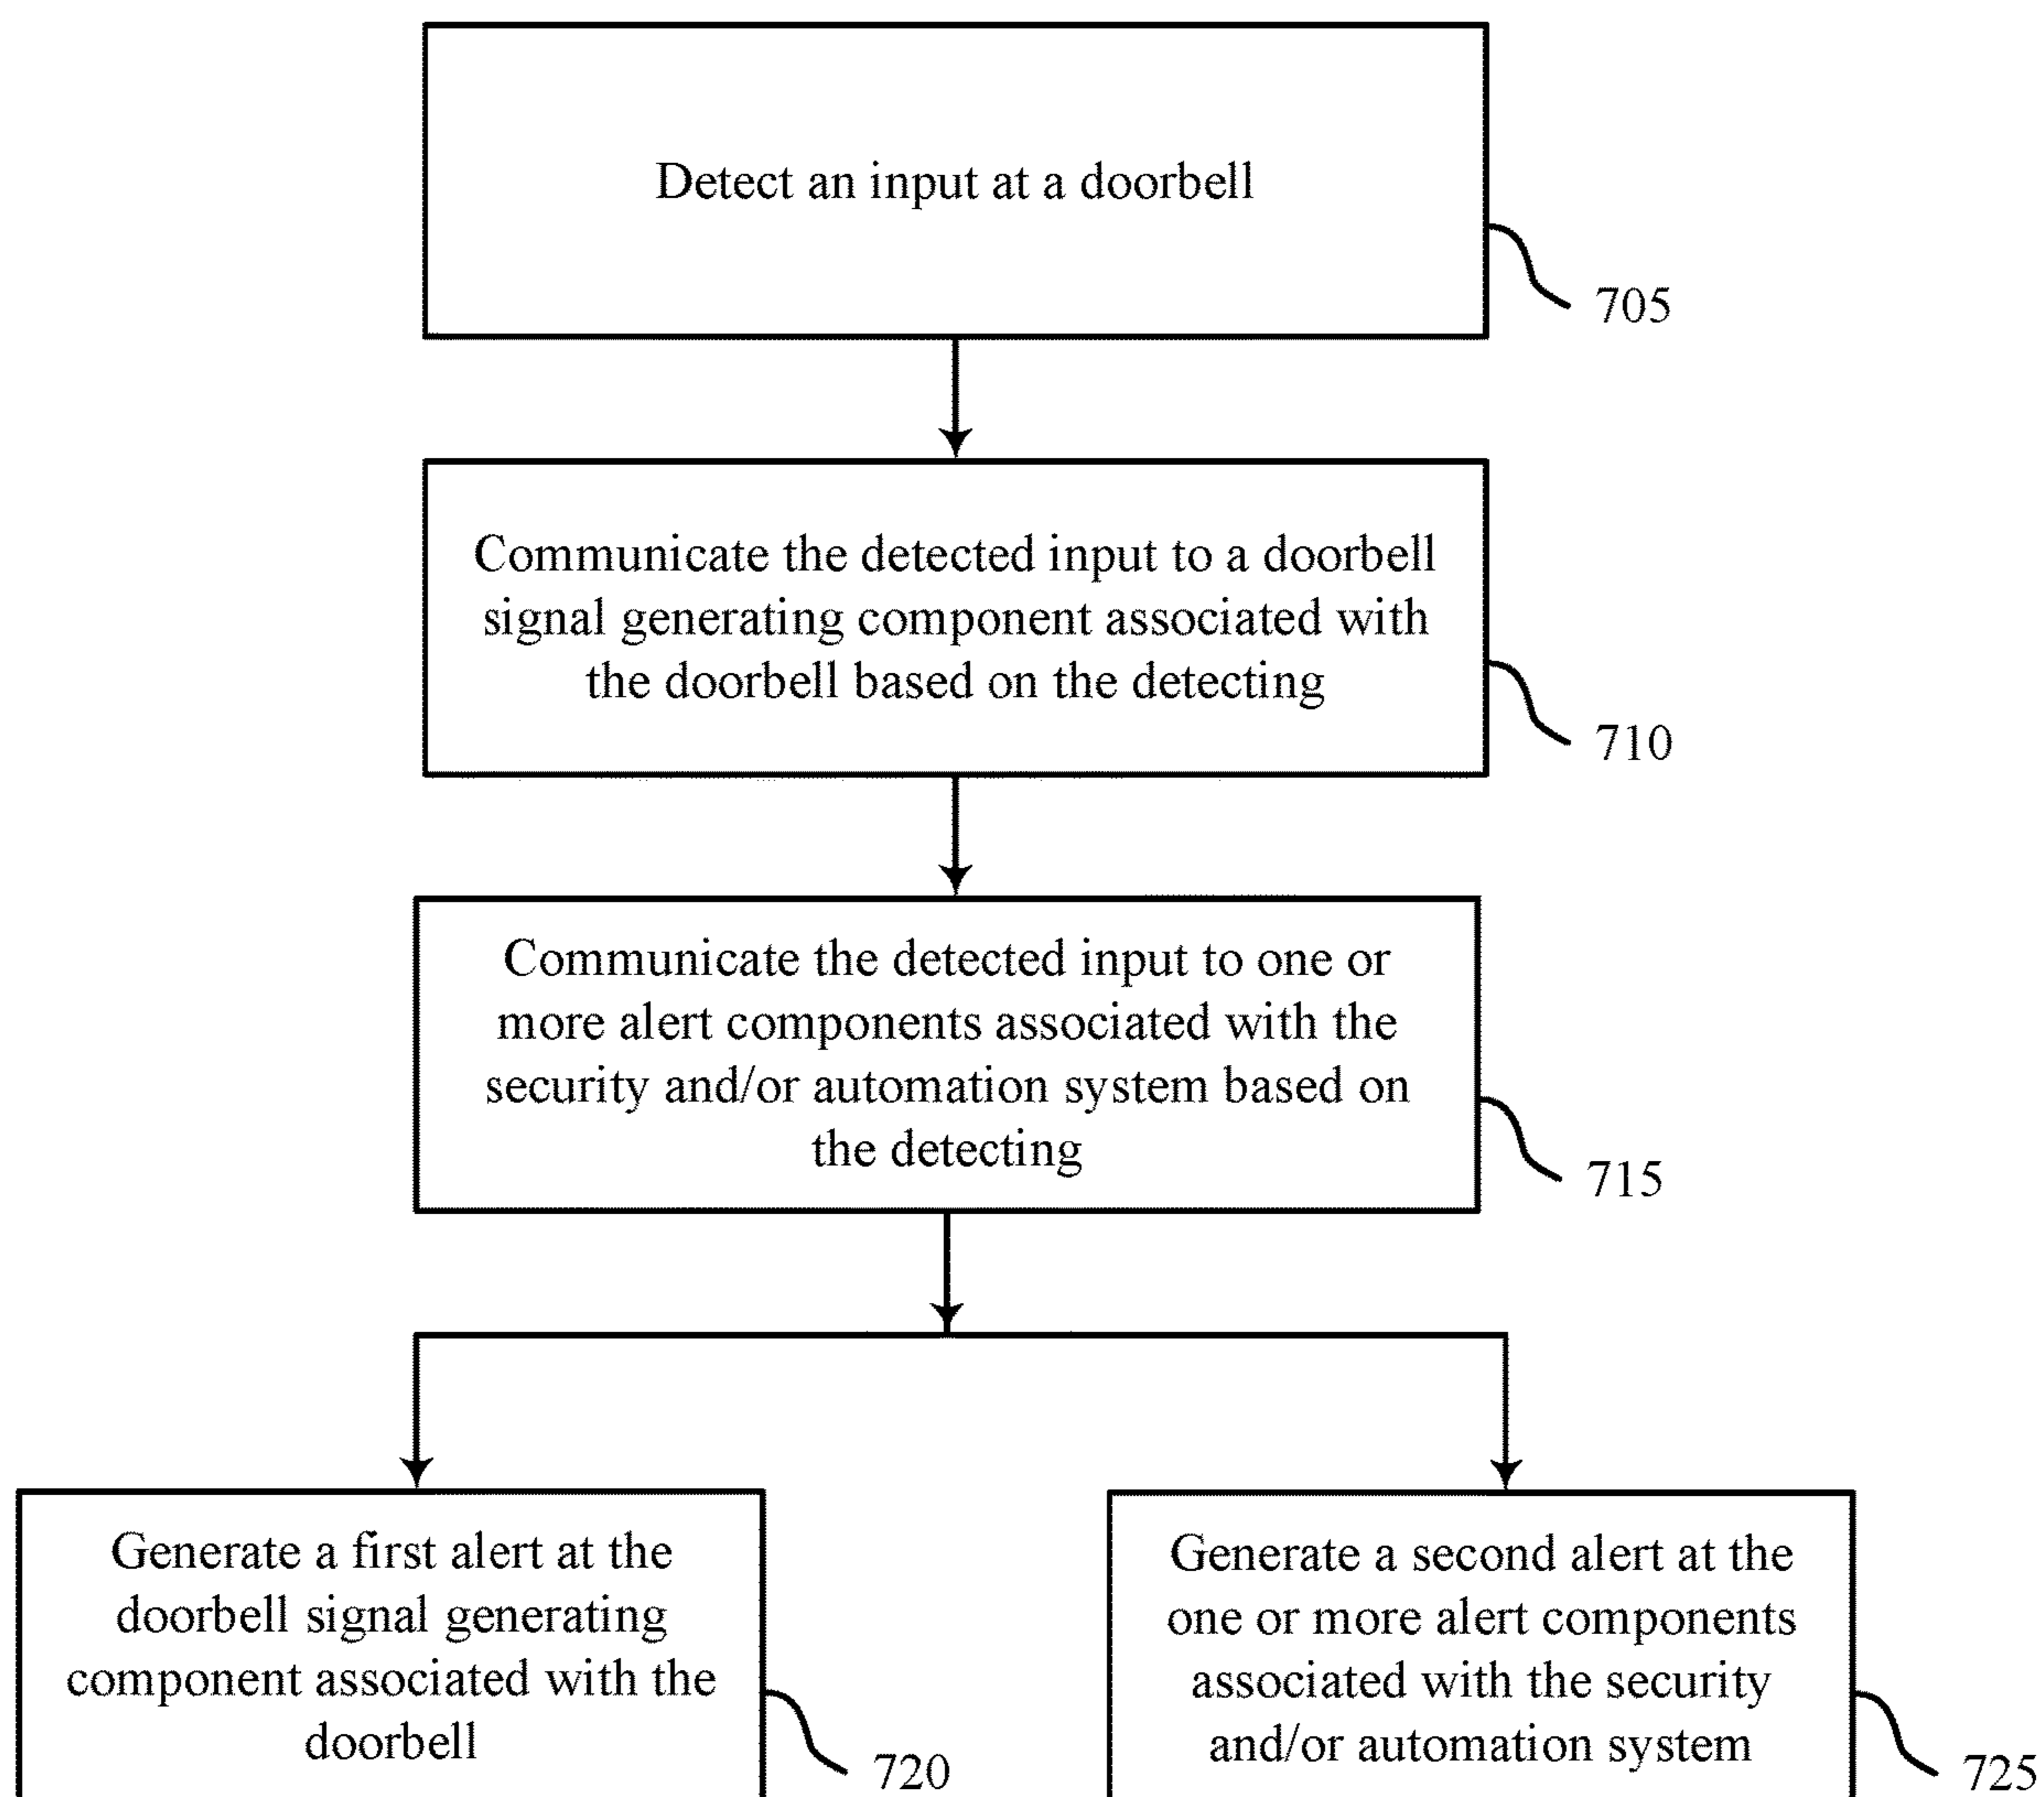 Detect an input at a doorbell
705
Communicate the detected input to a doorbell
signal generating component associated with
the doorbell based on the detecting
710
Communicate the detected input to one or
more alert components associated with the
security and/or automation system based on
the detecting
715
Generate a first alert at the
doorbell signal generating
component associated with the
doorbell
720
Generate a second alert at the
one or more alert components
associated with the security
and/or automation system
725